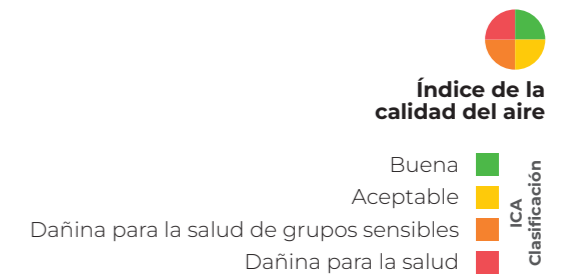 Índice de la
calidad del aire
Buena
Aceptable
Dañina para la salud de grupos sensibles
Dañina para la salud
ICA
Clasificación